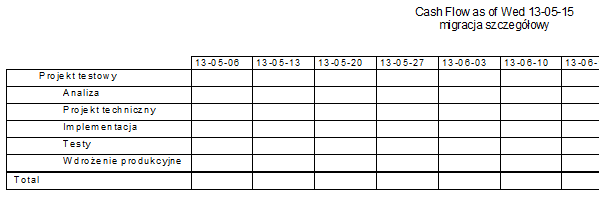 Cash Flow as of Wed 13-05-15
migracja szczegółowy
13-05-06 13-05-13 13-05-20 13-05-27 13-06-03 13-06-10 13-06-
Projekt testowy
Analiza
Projekt techniczny
Implementacja
Testy
Wdrożenie produkcyjne
Total